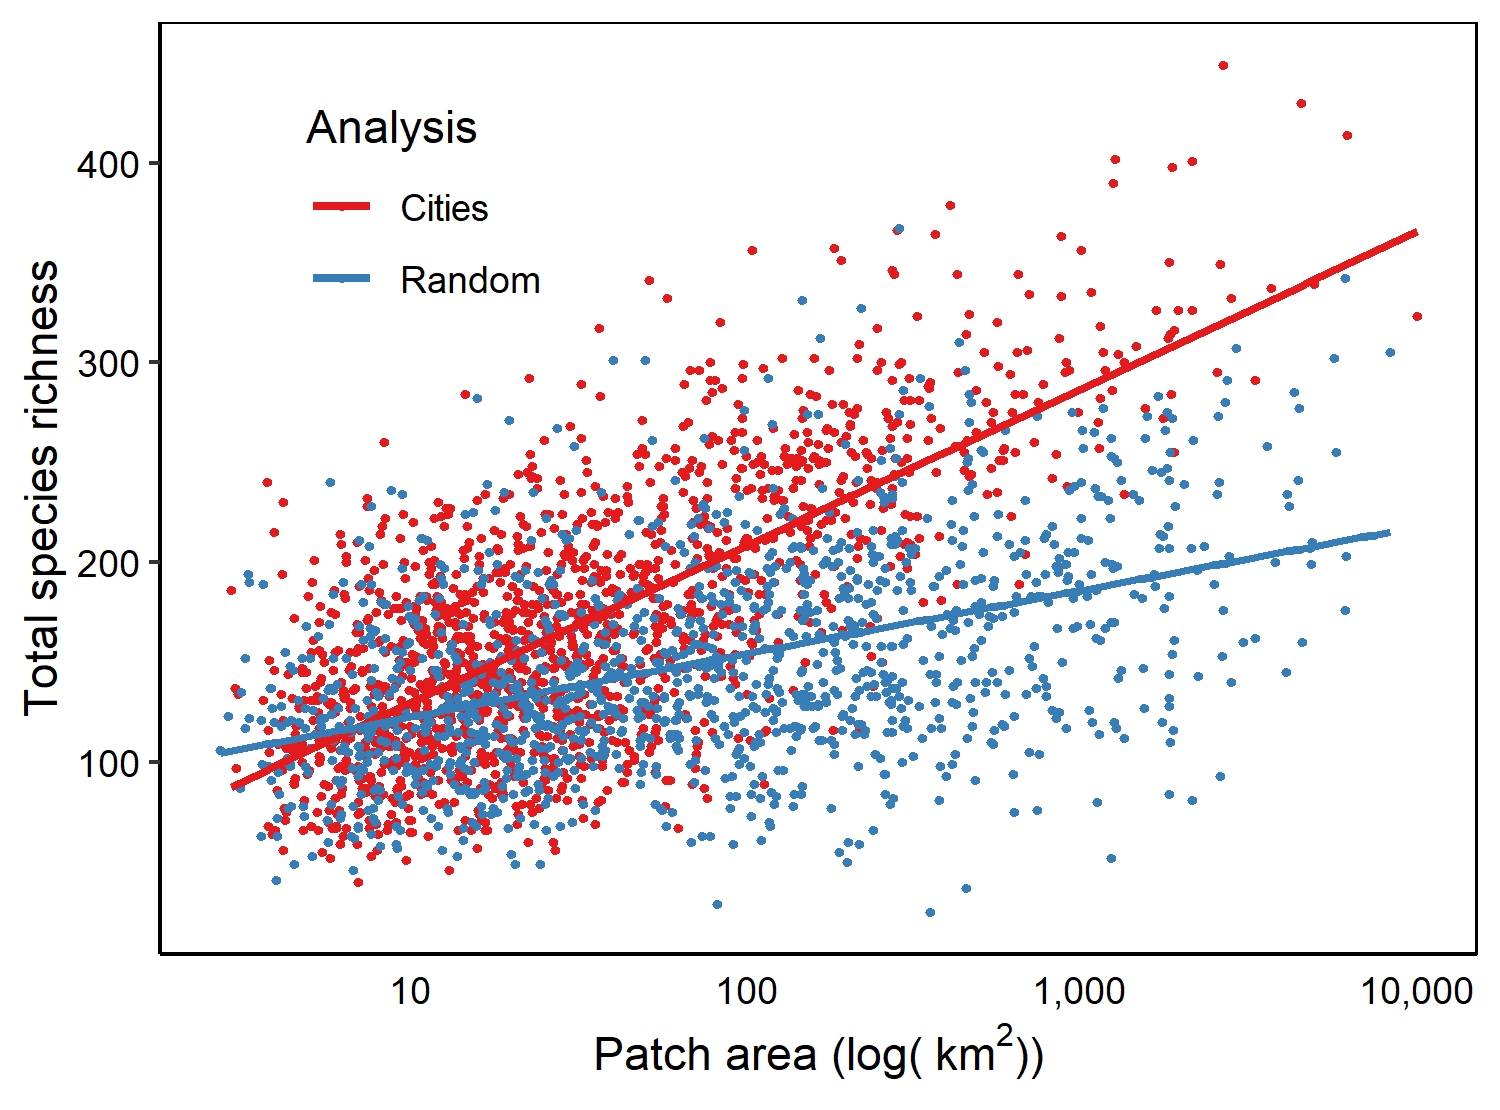 Analysis
Cities
Random
Total species richness
400
300
200
100
10
100
1,000
10,000
Patch area (log( km²))